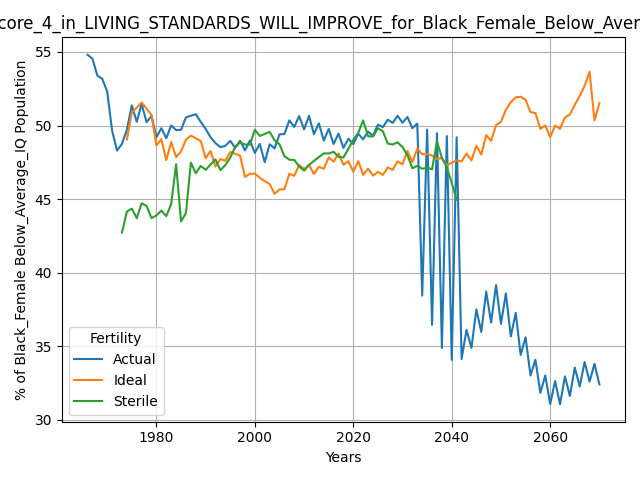 core_4_in_LIVING_STANDARDS_WILL_IMPROVE_for_Black_Female_Below_Aver
% of Black_Female Below_Average_IQ Population
55
50
45
40
35
30
Fertility
Actual
Ideal
Sterile
1980
2000
2020
2040
2060
Years